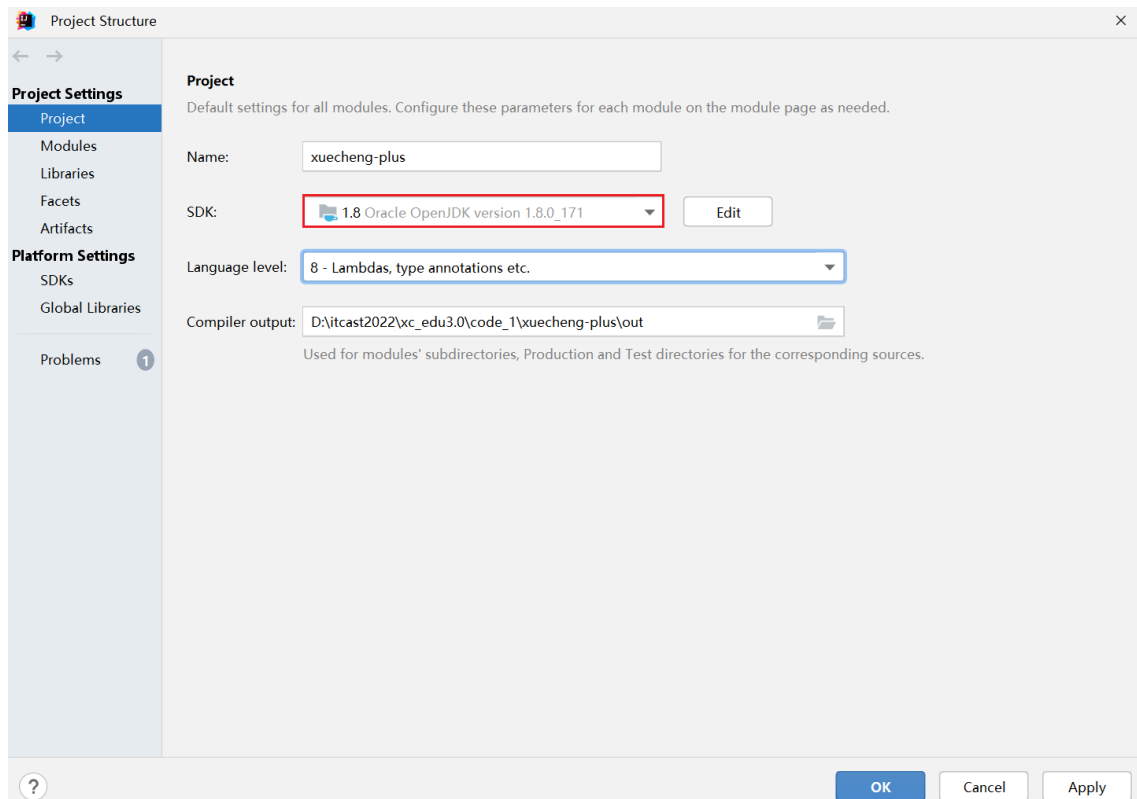 Project Structure
Project Settings
Project
Modules
Libraries
Facets
Artifacts
Platform Settings
SDKs
Global Libraries
Problems 1
Project
Default settings for all modules. Configure these parameters for each module on the module page as needed.
Name: xuecheng-plus
SDK: 1.8 Oracle OpenJDK version 1.8.0_171 Edit
Language level: 8 - Lambdas, type annotations etc.
Compiler output: D:\itcast2022\xc_edu3.0\code_1\xuecheng-plus\out
Used for modules' subdirectories, Production and Test directories for the corresponding sources.
? OK Cancel Apply